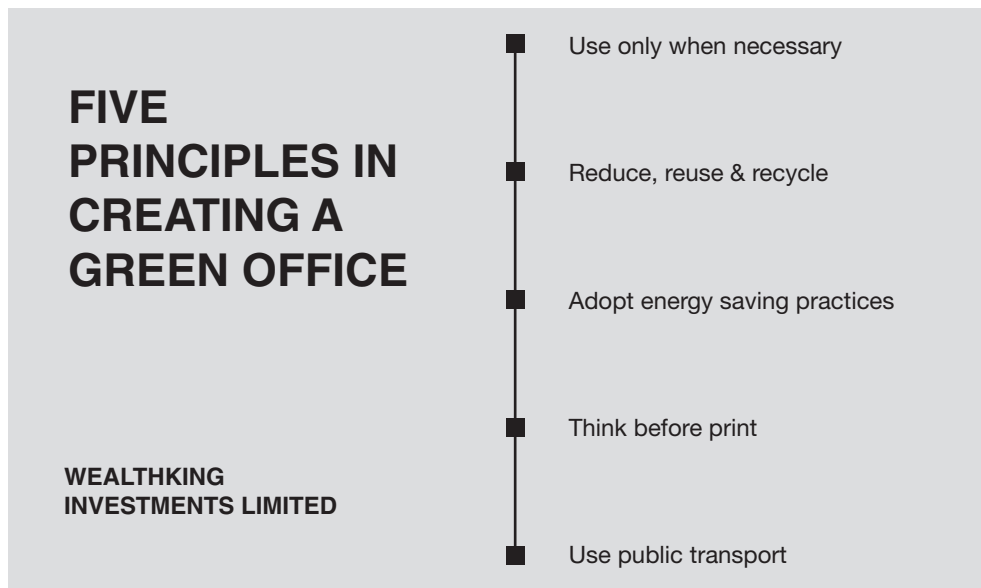 FIVE
PRINCIPLES IN
CREATING A
GREEN OFFICE
WEALTHKING
INVESTMENTS LIMITED
Use only when necessary
Reduce, reuse & recycle
Adopt energy saving practices
Think before print
Use public transport